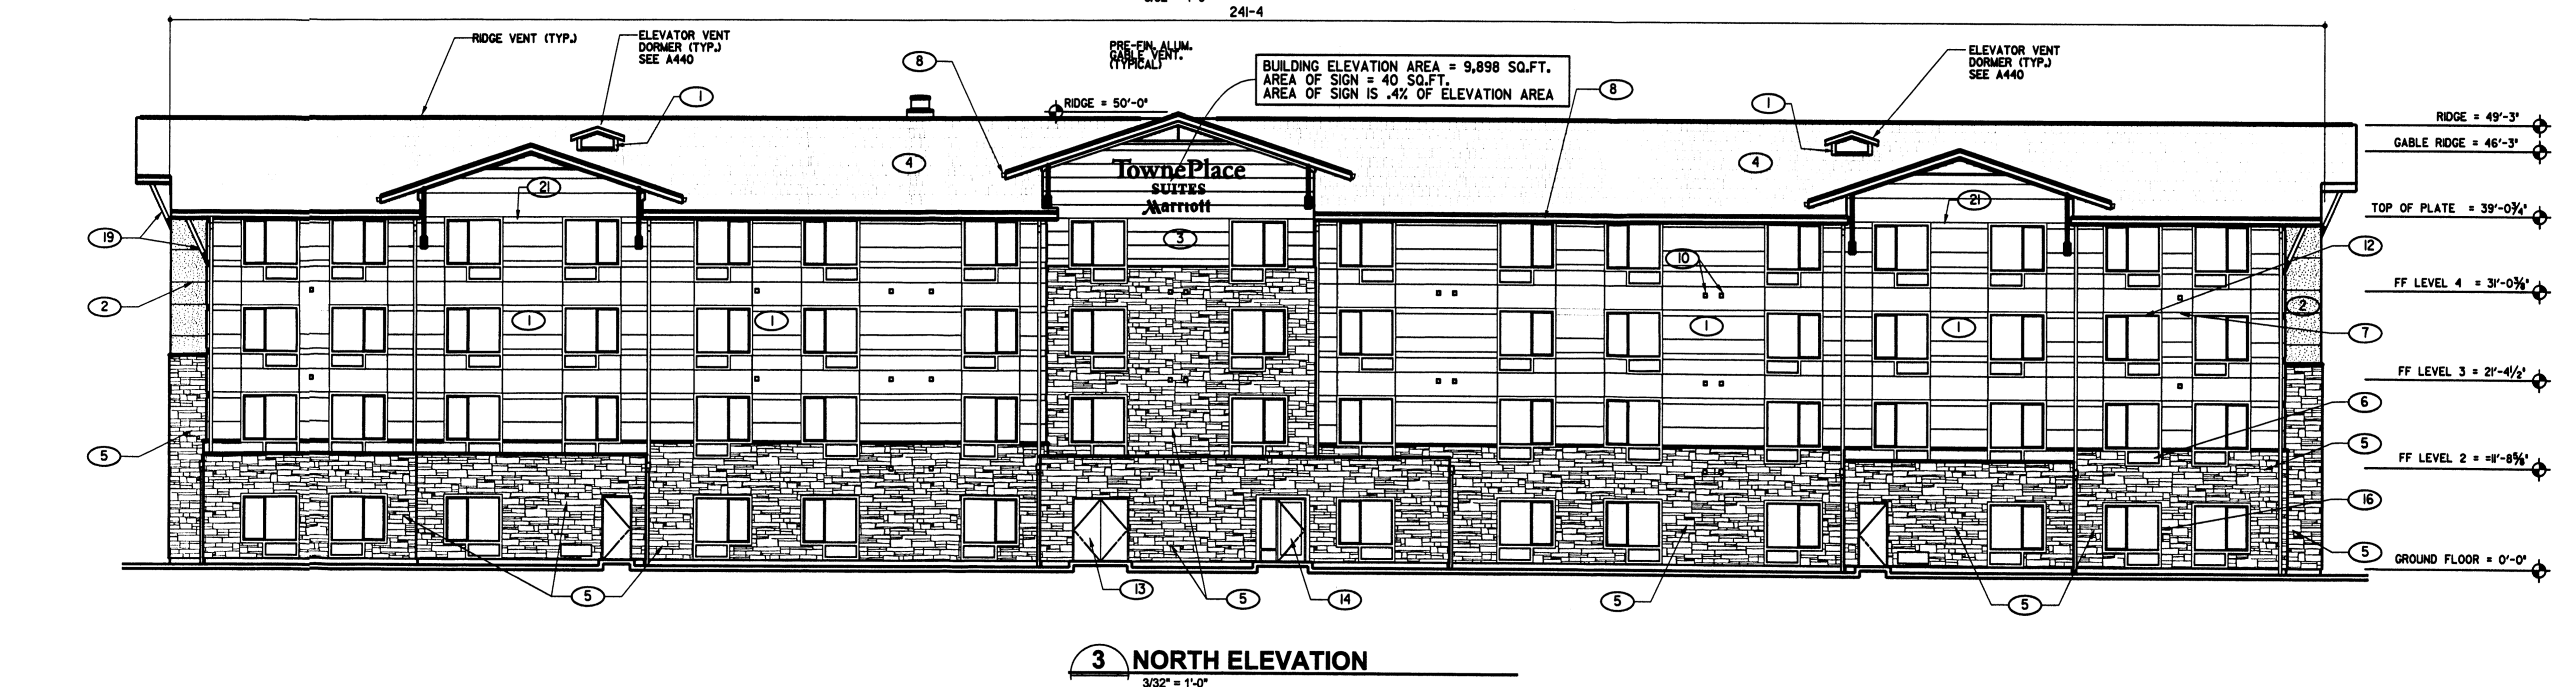 241-4
RIDGE VENT (TYP.)
ELEVATOR VENT
DORMER (TYP.)
SEE A440
1
8
PRE-FIN. ALUM.
GABLE VENT.
(TYPICAL)
BUILDING ELEVATION AREA = 9,898 SQ.FT.
AREA OF SIGN = 40 SQ.FT.
AREA OF SIGN IS .4% OF ELEVATION AREA
RIDGE = 50'-0"
8
1
ELEVATOR VENT
DORMER (TYP.)
SEE A440
RIDGE = 49'-3"
GABLE RIDGE = 46'-3"
TOP OF PLATE = 39'-0¾"
FF LEVEL 4 = 31'-0⅜"
FF LEVEL 3 = 21'-4½"
FF LEVEL 2 = =11'-8⅝"
GROUND FLOOR = 0'-0"
4
4
21
21
TownePlace
SUITES
Marriott
3
19
2
5
1
1
10
1
1
2
12
7
6
5
16
5
5
13
5
14
5
5
3 NORTH ELEVATION
3/32" = 1'-0"